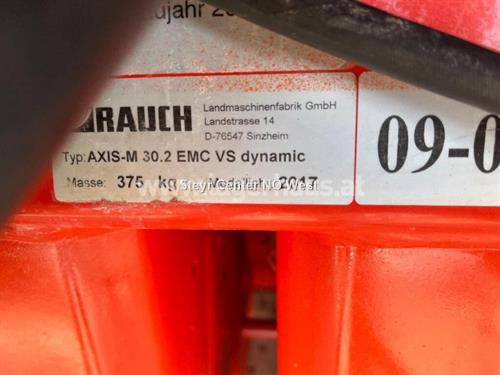 RAUCH
Landmaschinenfabrik GmbH
Landstrasse 14
D-76547 Sinzheim
Typ: AXIS-M 30.2 EMC VS dynamic
Masse: 375 kg Modelljahr 2017
Steyr Center NÖ West
09-0